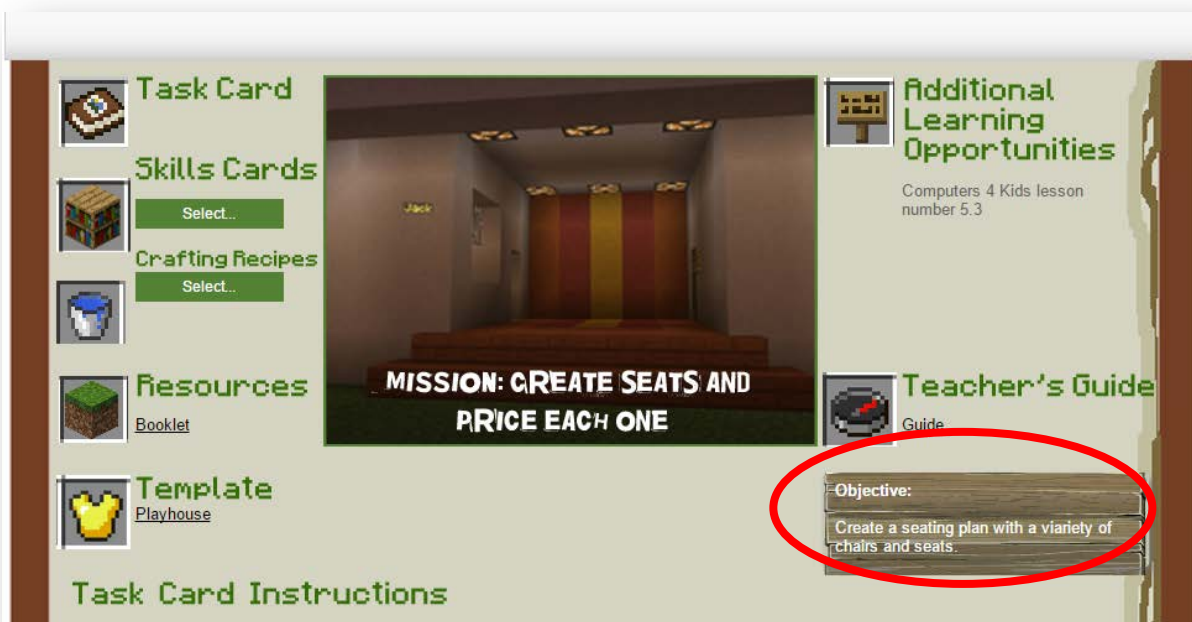 Task Card
Skills Cards
Select...
Crafting Recipes
Select...
Resources
Booklet
Template
Playhouse
Jack
MISSION: CREATE SEATS AND
PRICE EACH ONE
Additional
Learning
Opportunities
Computers 4 Kids lesson
number 5.3
Teacher's Guide
Guide
Objective:
Create a seating plan with a viariety of
chairs and seats.
Task Card Instructions